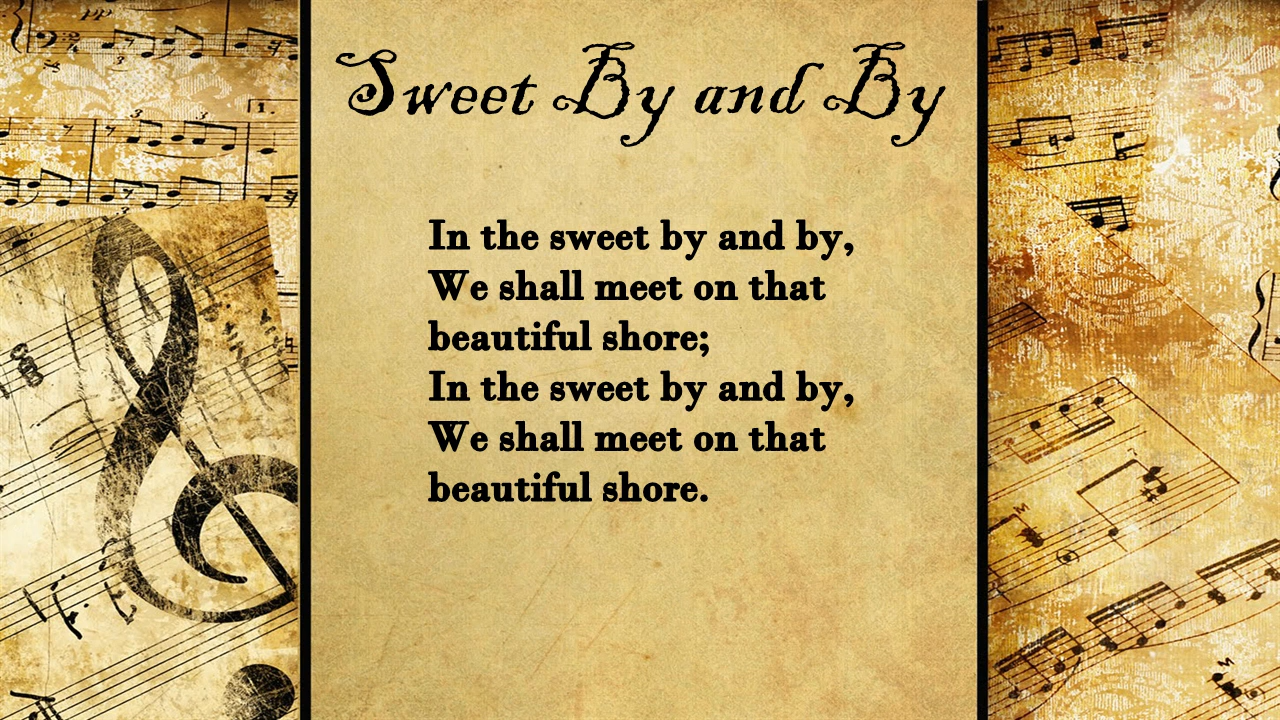 Sweet By and By
In the sweet by and by,
We shall meet on that
beautiful shore;
In the sweet by and by,
We shall meet on that
beautiful shore.